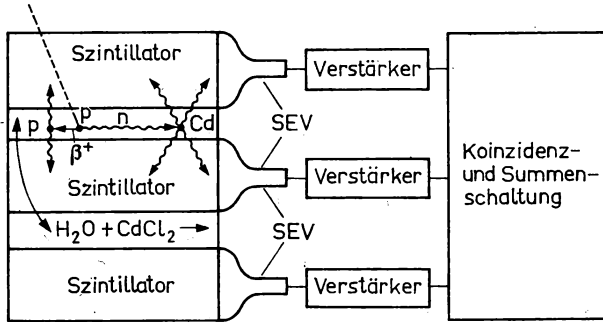 Szintillator
Verstärker
p
p
n
Cd
β⁺
SEV
Szintillator
Verstärker
Koinzidenz-
und Summen-
schaltung
H₂O + CdCl₂
SEV
Szintillator
Verstärker